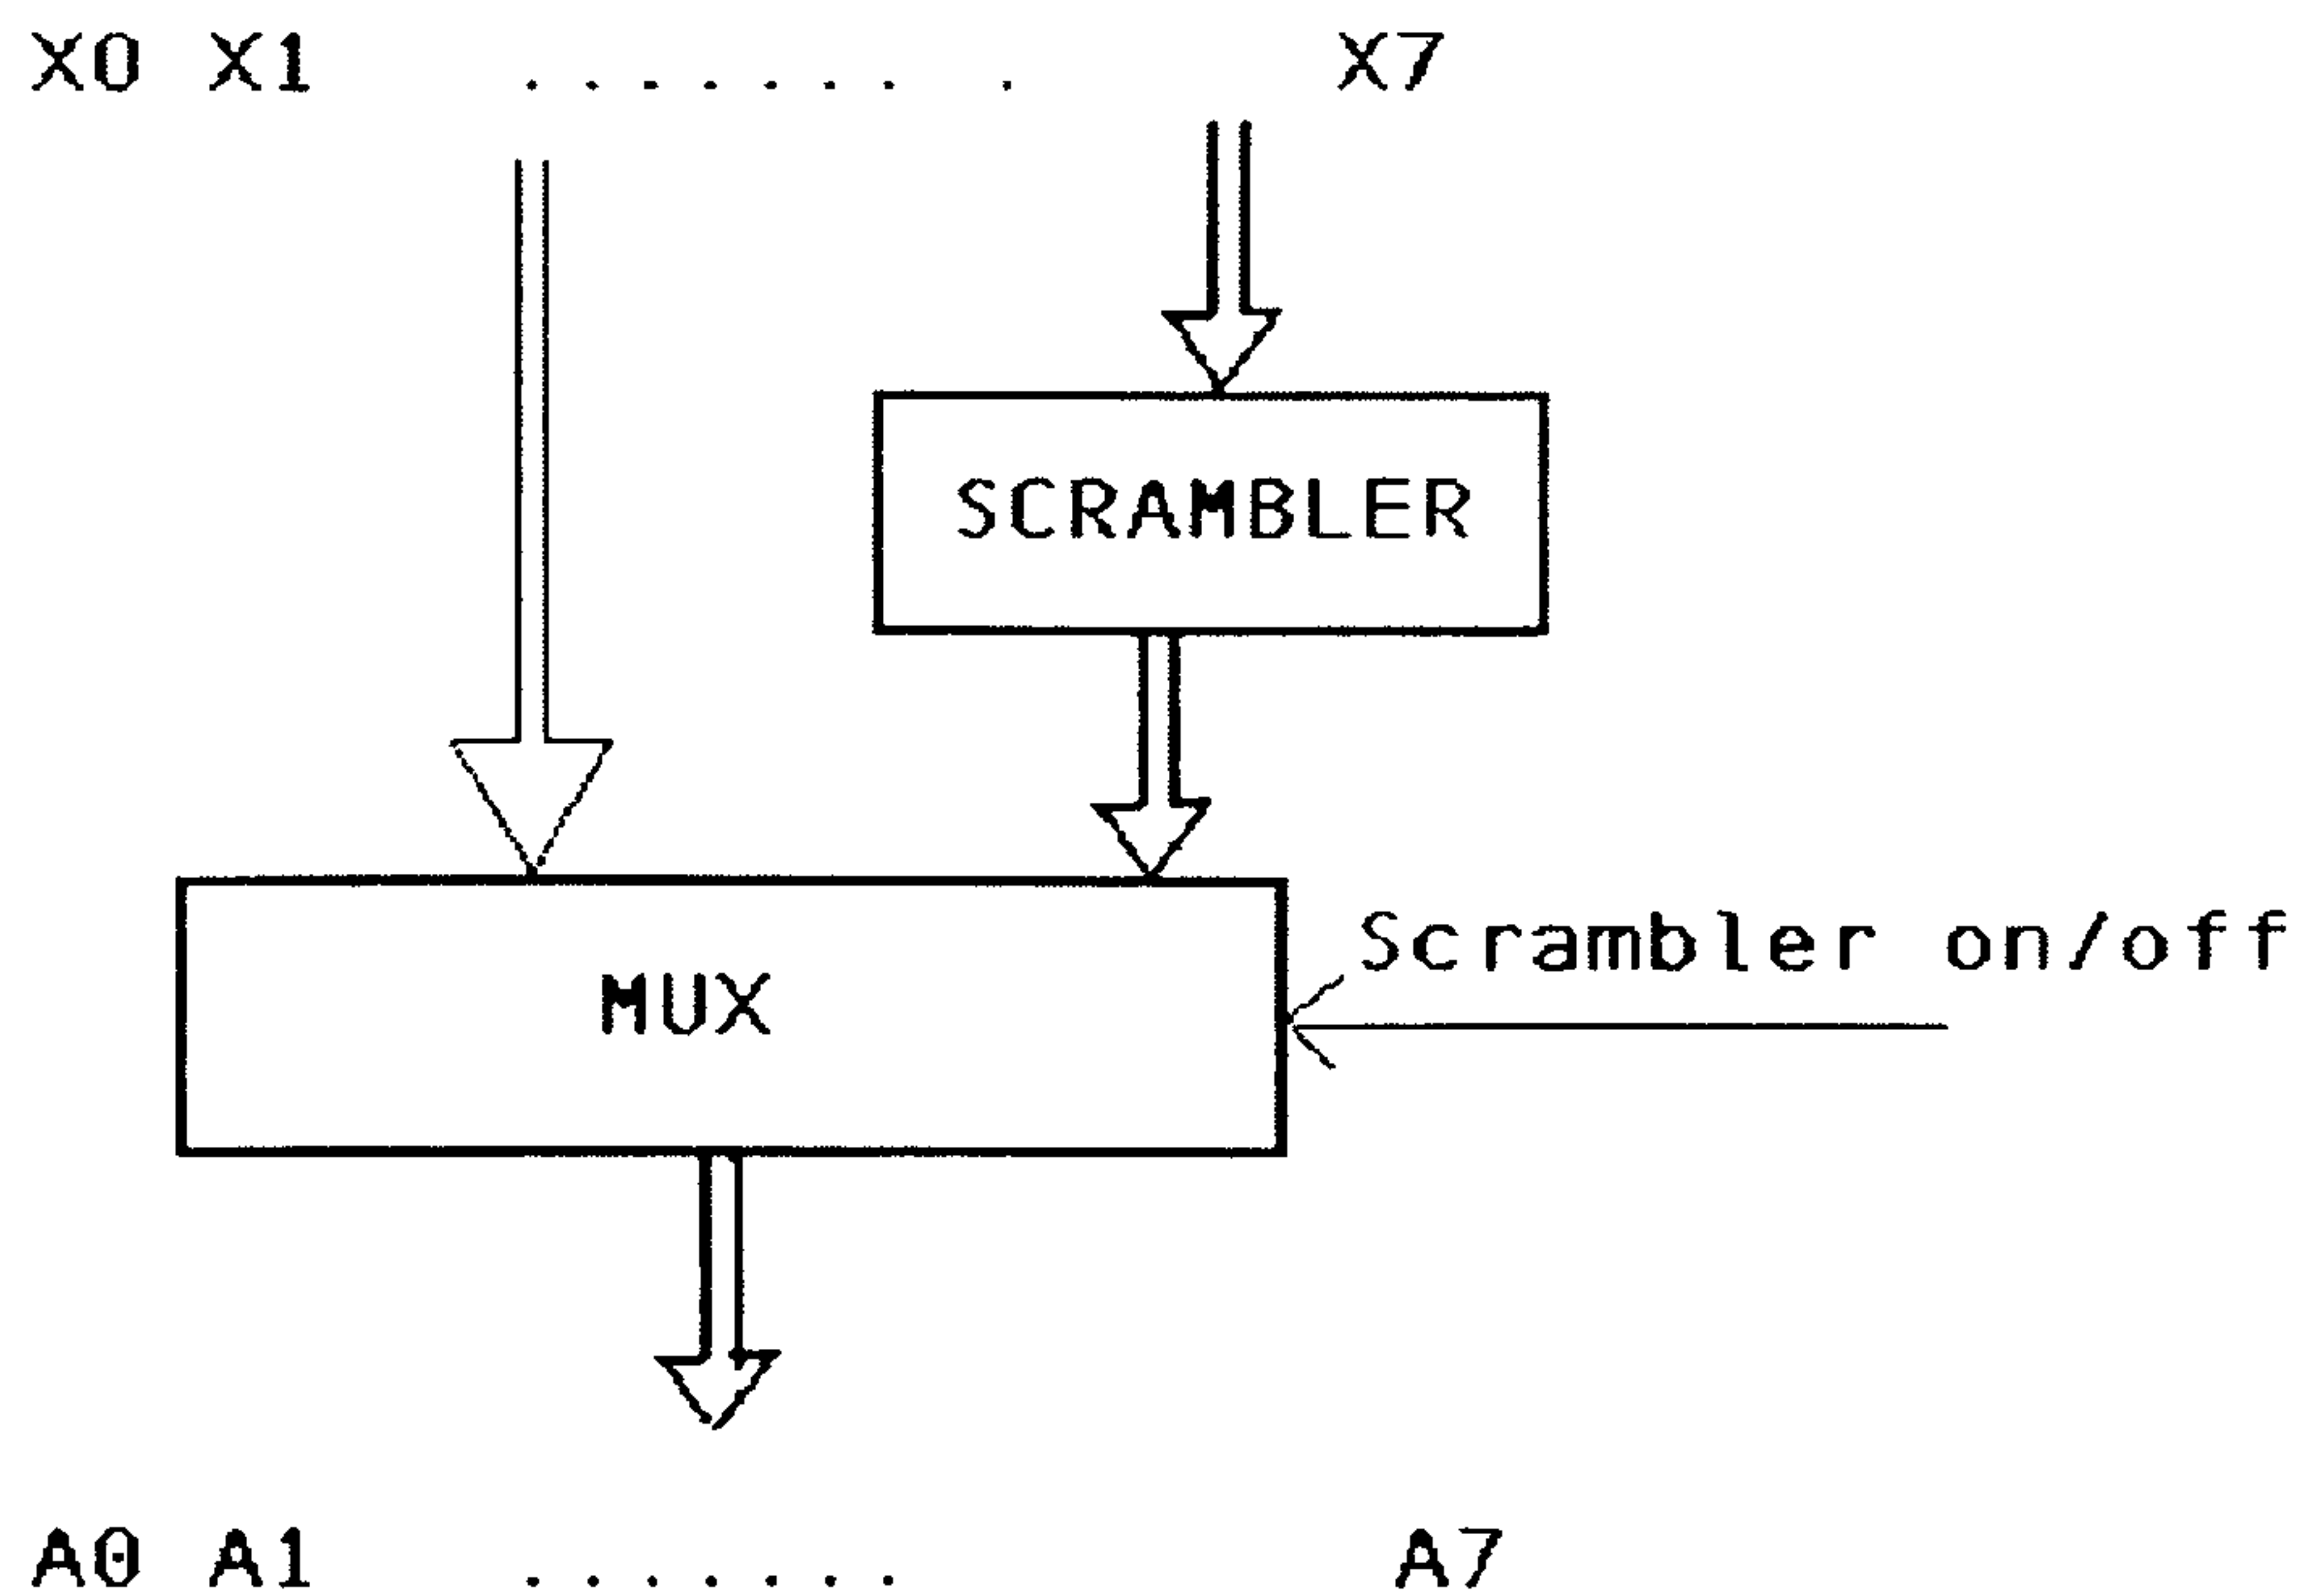 X0 X1 . . . . . . . . X7
SCRAMBLER
Scrambler on/off
MUX
A0 A1 . . . . . . . A7